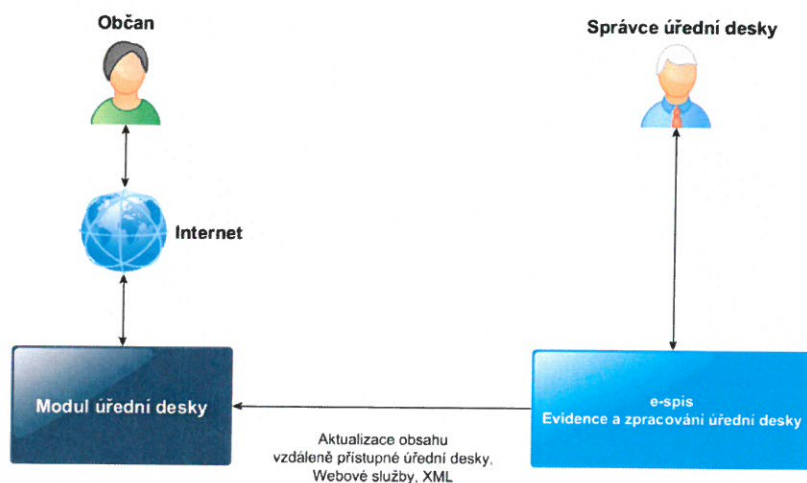 Občan
Správce úřední desky
Internet
Modul úřední desky
e-spis
Evidence a zpracování úřední desky
Aktualizace obsahu
vzdáleně přístupné úřední desky,
Webové služby, XML